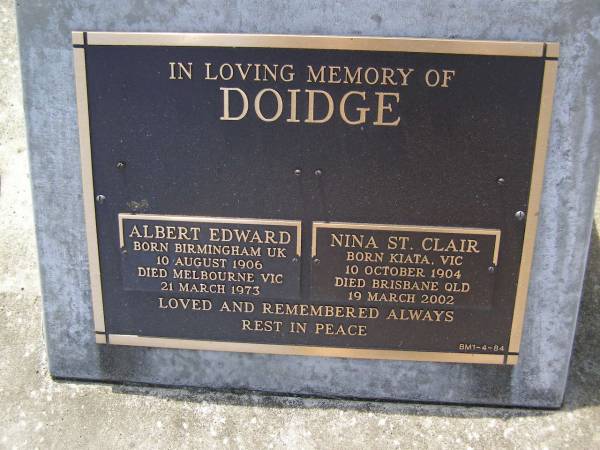 IN LOVING MEMORY OF
DOIDGE
ALBERT EDWARD
BORN BIRMINGHAM UK
10 AUGUST 1906
DIED MELBOURNE VIC
21 MARCH 1973
NINA ST. CLAIR
BORN KIATA, VIC
10 OCTOBER 1904
DIED BRISBANE QLD
19 MARCH 2002
LOVED AND REMEMBERED ALWAYS
REST IN PEACE
BM1-4-84